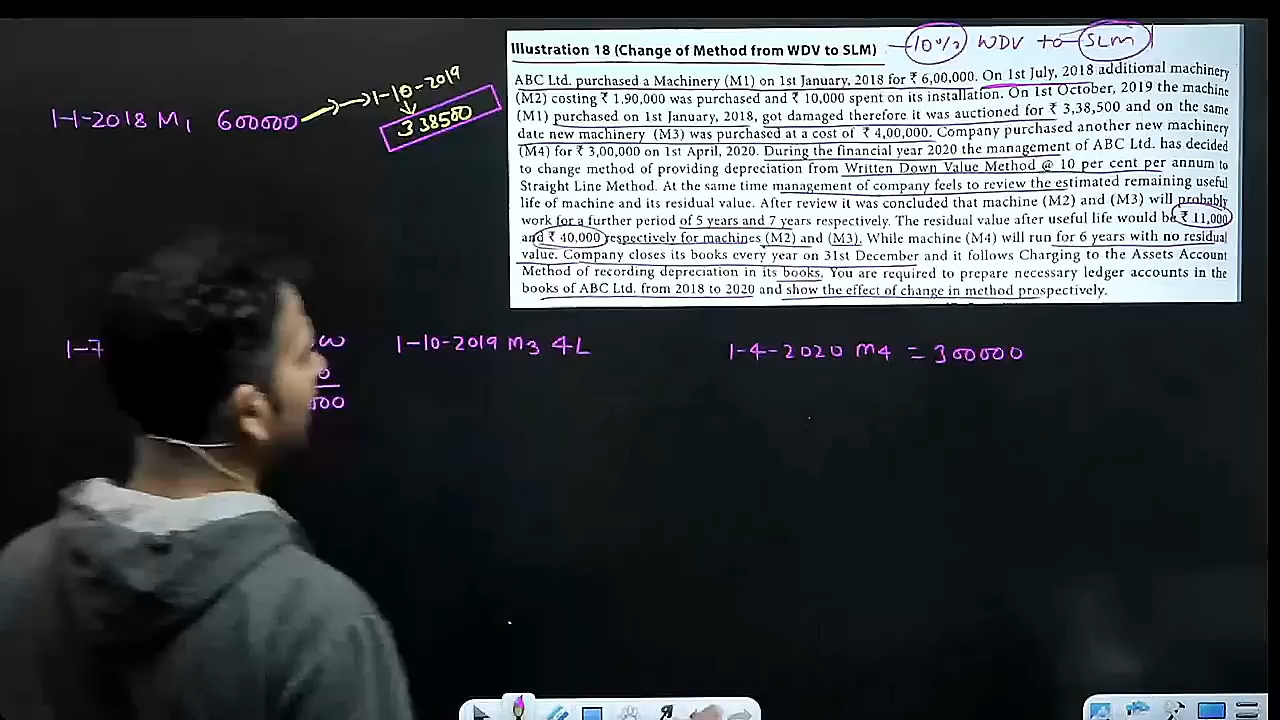 Illustration 18 (Change of Method from WDV to SLM) 10% WDV to SLM
ABC Ltd. purchased a Machinery (M1) on 1st January, 2018 for ₹ 6,00,000. On 1st July, 2018 additional machinery
(M2) costing ₹ 1,90,000 was purchased and ₹ 10,000 spent on its installation. On 1st October, 2019 the machine
(M1) purchased on 1st January, 2018, got damaged therefore it was auctioned for ₹ 3,38,500 and on the same
date new machinery (M3) was purchased at a cost of ₹ 4,00,000. Company purchased another new machinery
(M4) for ₹ 3,00,000 on 1st April, 2020. During the financial year 2020 the management of ABC Ltd. has decided
to change method of providing depreciation from Written Down Value Method @ 10 per cent per annum to
Straight Line Method. At the same time management of company feels to review the estimated remaining useful
life of machine and its residual value. After review it was concluded that machine (M2) and (M3) will probably
work for a further period of 5 years and 7 years respectively. The residual value after useful life would be ₹ 11,000
and ₹ 40,000 respectively for machines (M2) and (M3). While machine (M4) will run for 6 years with no residual
value. Company closes its books every year on 31st December and it follows Charging to the Assets Account
Method of recording depreciation in its books. You are required to prepare necessary ledger accounts in the
books of ABC Ltd. from 2018 to 2020 and show the effect of change in method prospectively.
1-10-2019
1-1-2018 M1 600000
338500
1-7
1-10-2019 M3 4L
1-4-2020 M4 = 300000